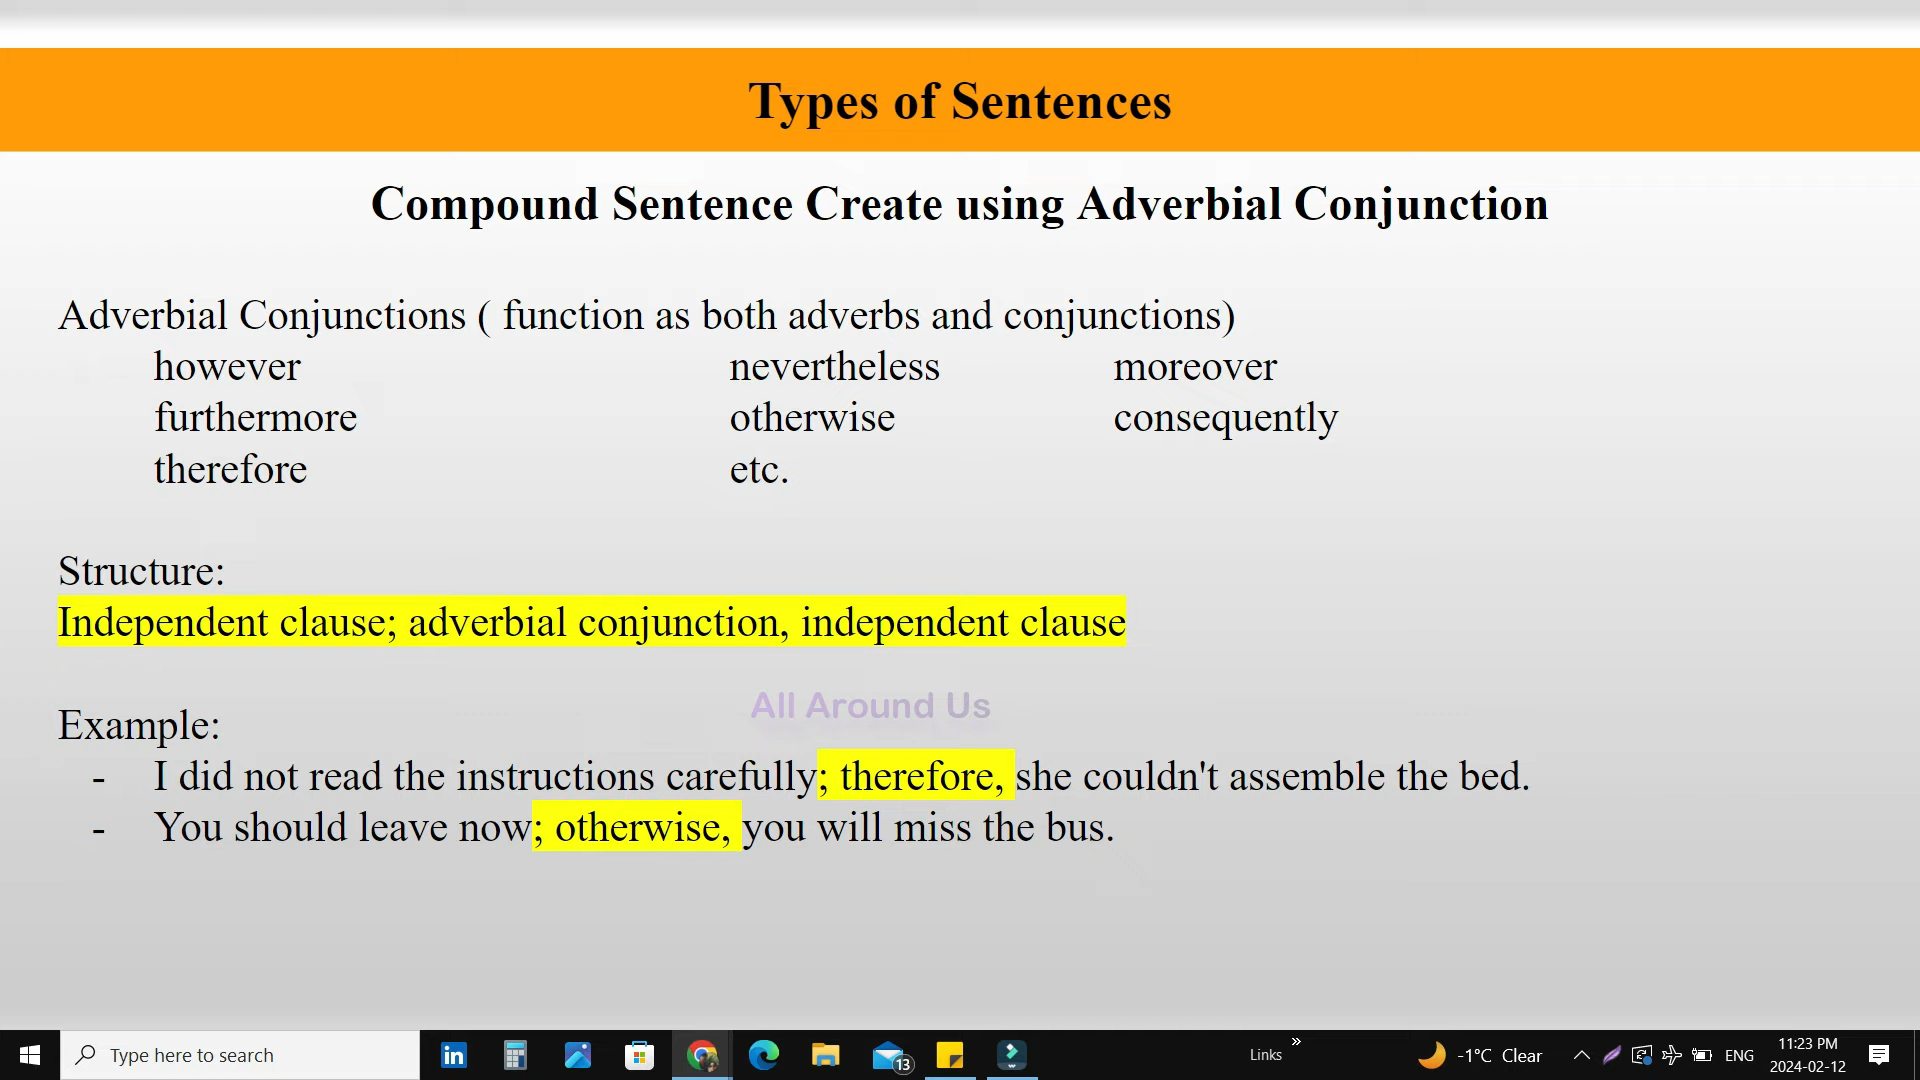 Types of Sentences
Compound Sentence Create using Adverbial Conjunction
Adverbial Conjunctions ( function as both adverbs and conjunctions)
however nevertheless moreover
furthermore otherwise consequently
therefore etc.
Structure:
Independent clause; adverbial conjunction, independent clause
All Around Us
Example:
- I did not read the instructions carefully; therefore, she couldn't assemble the bed.
- You should leave now; otherwise, you will miss the bus.
Type here to search
in
13
Links
»
-1°C Clear
ENG
11:23 PM
2024-02-12